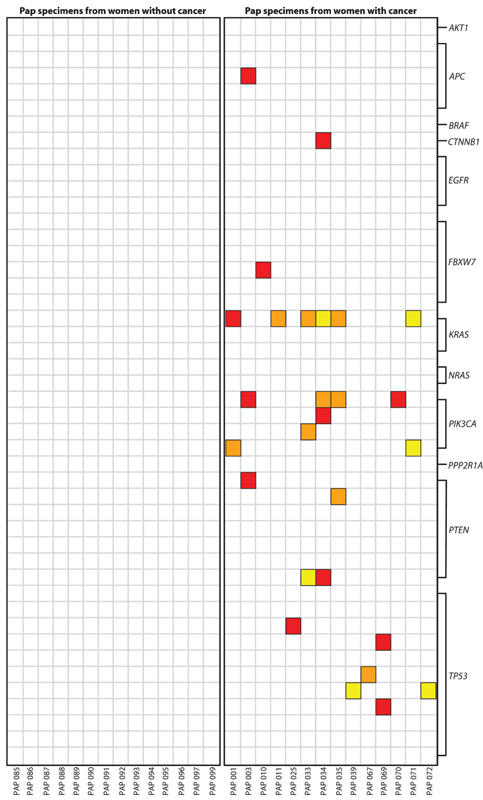 Pap specimens from women without cancer
Pap specimens from women with cancer
AKT1
APC
BRAF
CTNNB1
EGFR
FBXW7
KRAS
NRAS
PIK3CA
PPP2R1A
PTEN
TP53
PAP 085
PAP 086
PAP 087
PAP 088
PAP 089
PAP 090
PAP 091
PAP 092
PAP 093
PAP 094
PAP 095
PAP 096
PAP 097
PAP 099
PAP 001
PAP 003
PAP 010
PAP 011
PAP 025
PAP 033
PAP 034
PAP 035
PAP 039
PAP 067
PAP 069
PAP 070
PAP 071
PAP 072